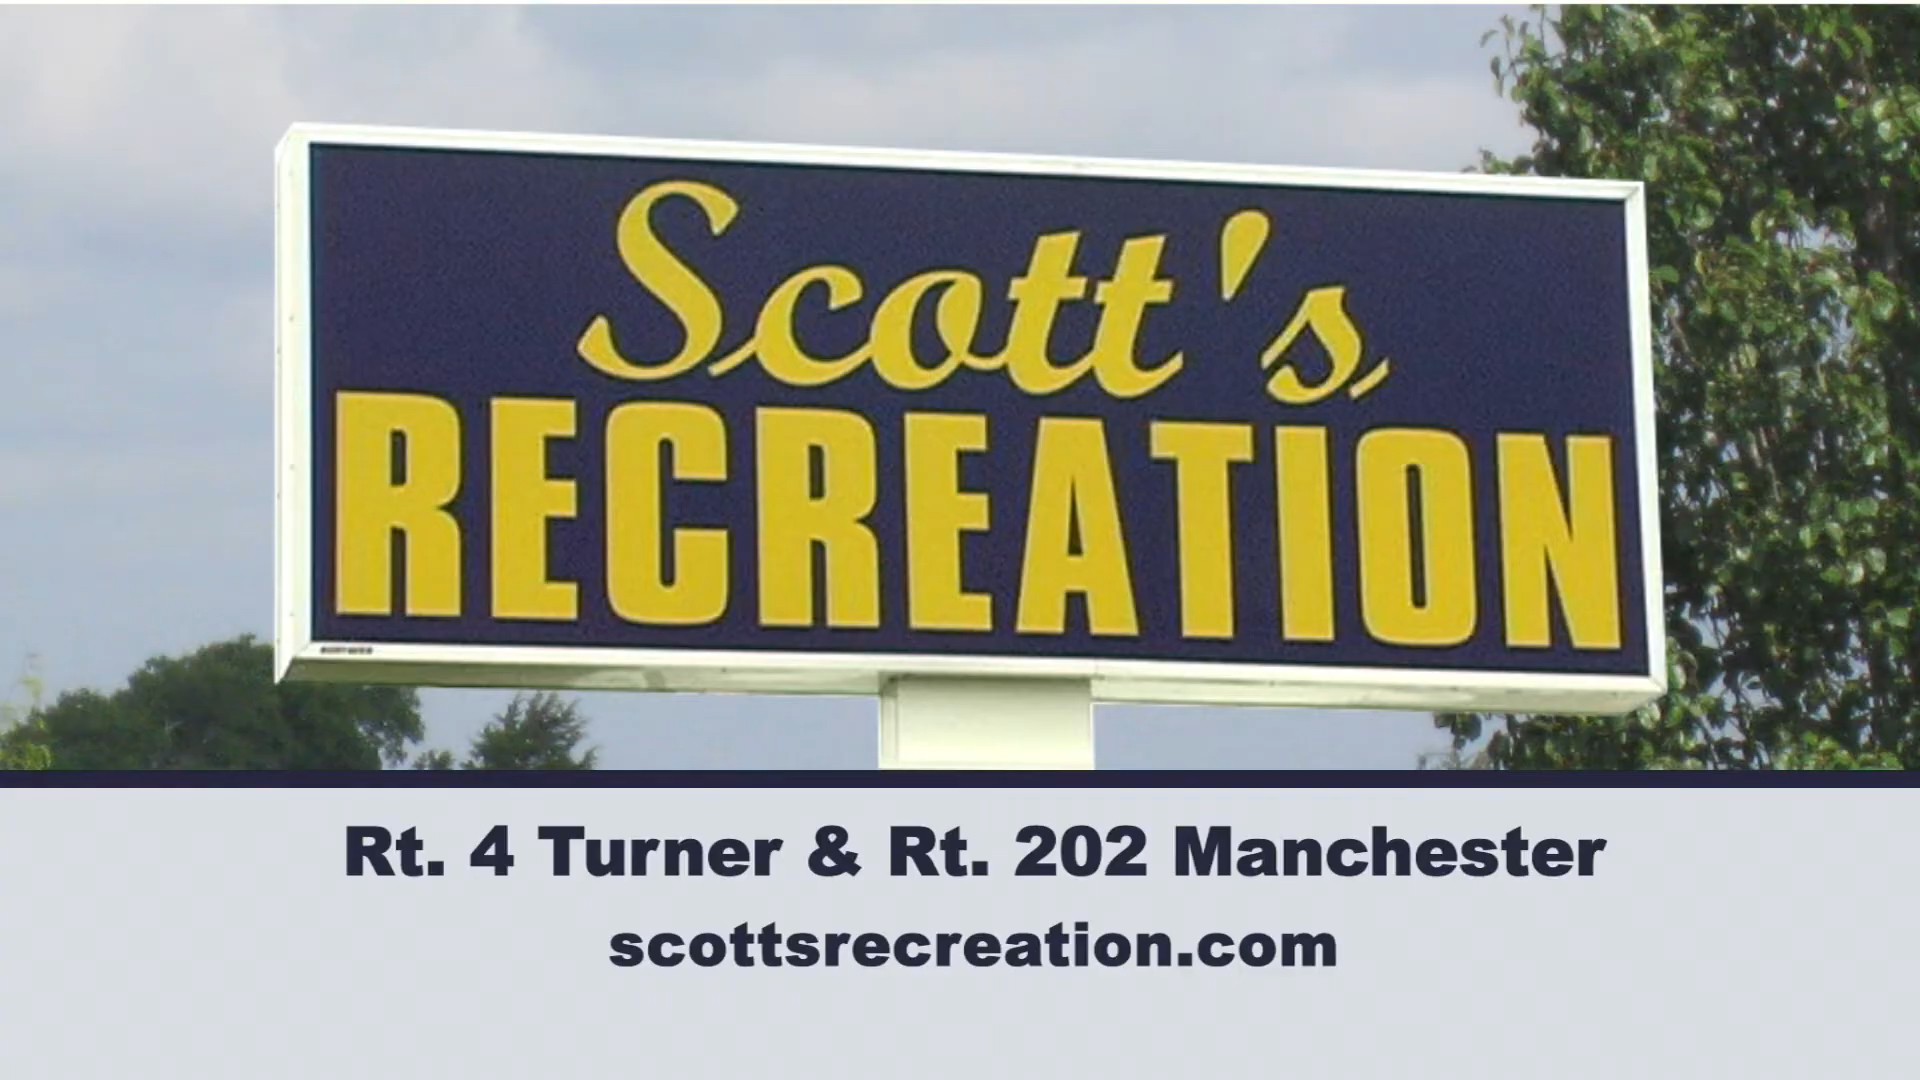 Scott's
RECREATION
Rt. 4 Turner & Rt. 202 Manchester
scottsrecreation.com